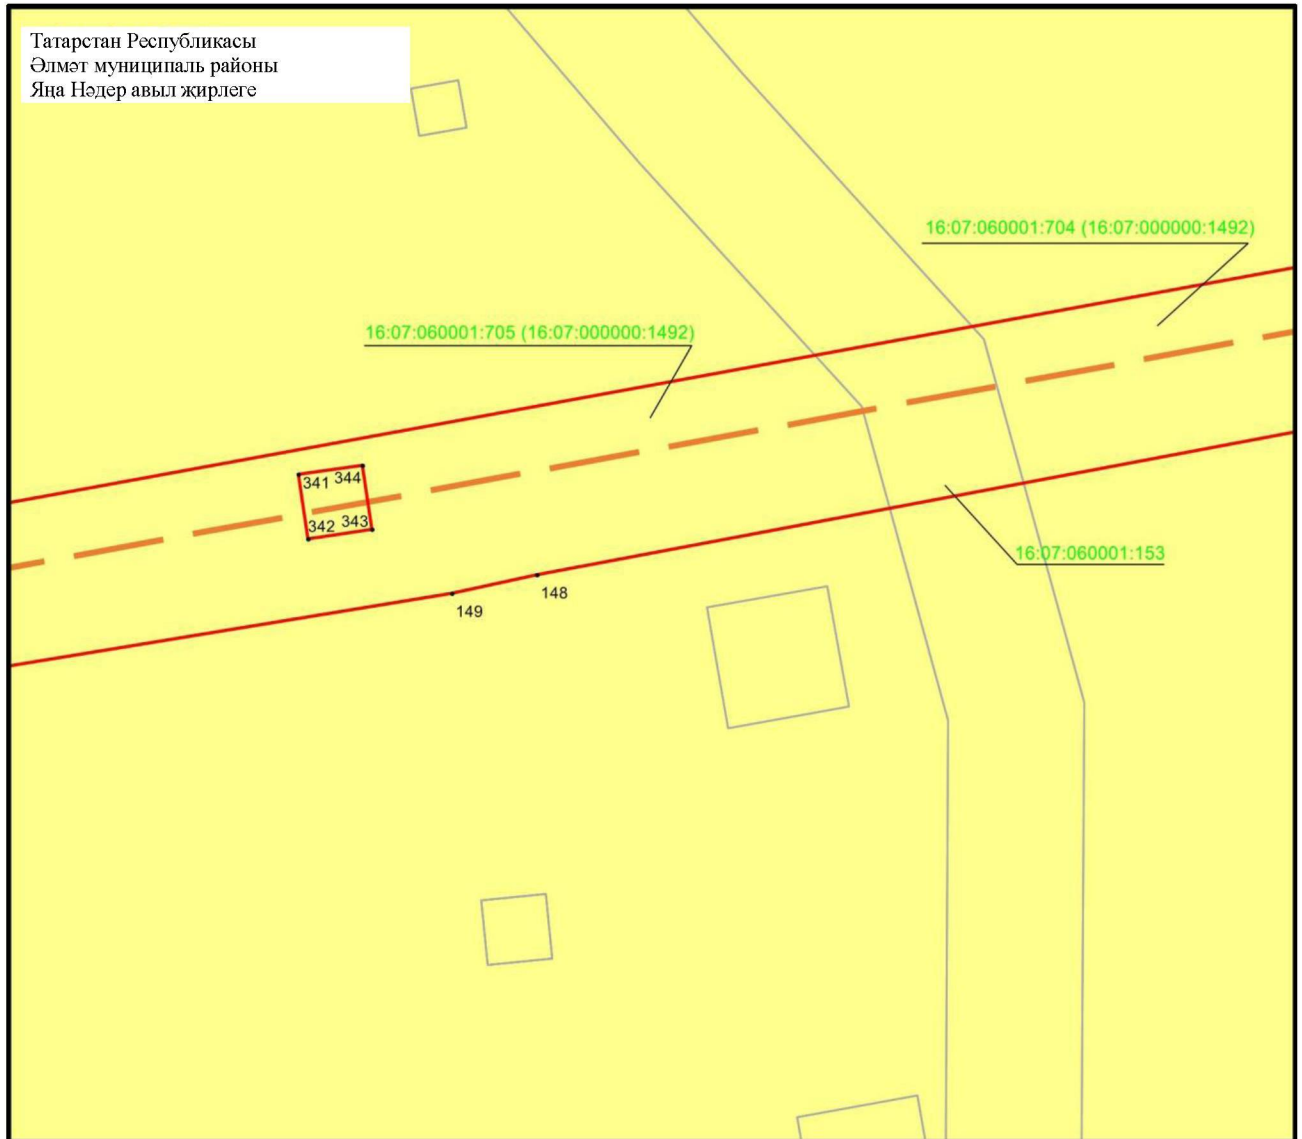 Татарстан Республикасы
Әлмәт муниципаль районы
Яңа Нәдер авыл җирлеге
16:07:060001:704 (16:07:000000:1492)
16:07:060001:705 (16:07:000000:1492)
341 344
342 343
16:07:060001:153
148
149